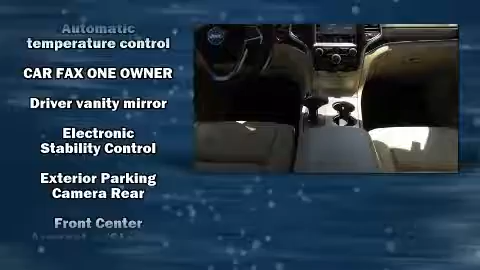 Automatic
temperature control
CAR FAX ONE OWNER
Driver vanity mirror
Electronic
Stability Control
Exterior Parking
Camera Rear
Front Center